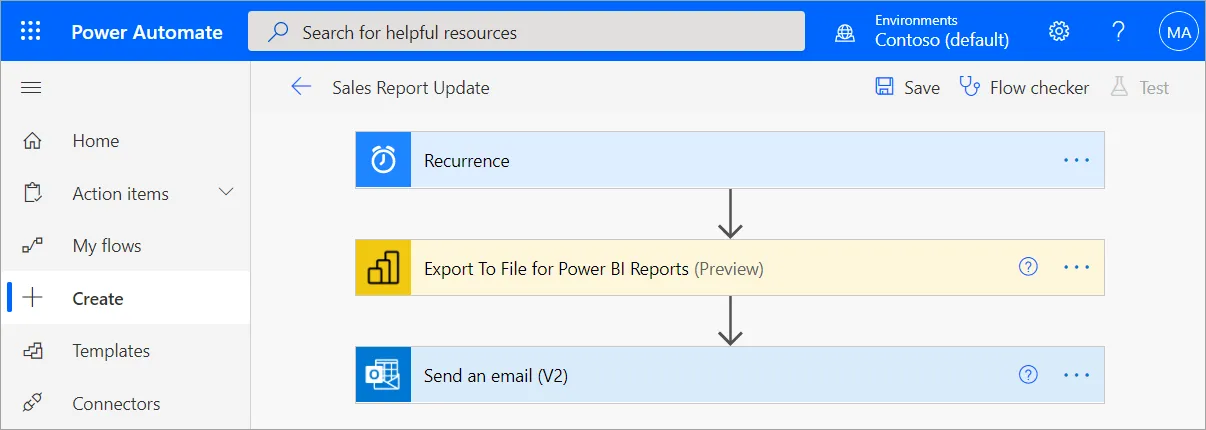 Power Automate
Search for helpful resources
Environments
Contoso (default)
?
MA
Sales Report Update
Save
Flow checker
Test
Home
Action items
My flows
Create
Templates
Connectors
Recurrence
...
Export To File for Power BI Reports (Preview)
?
...
Send an email (V2)
?
...